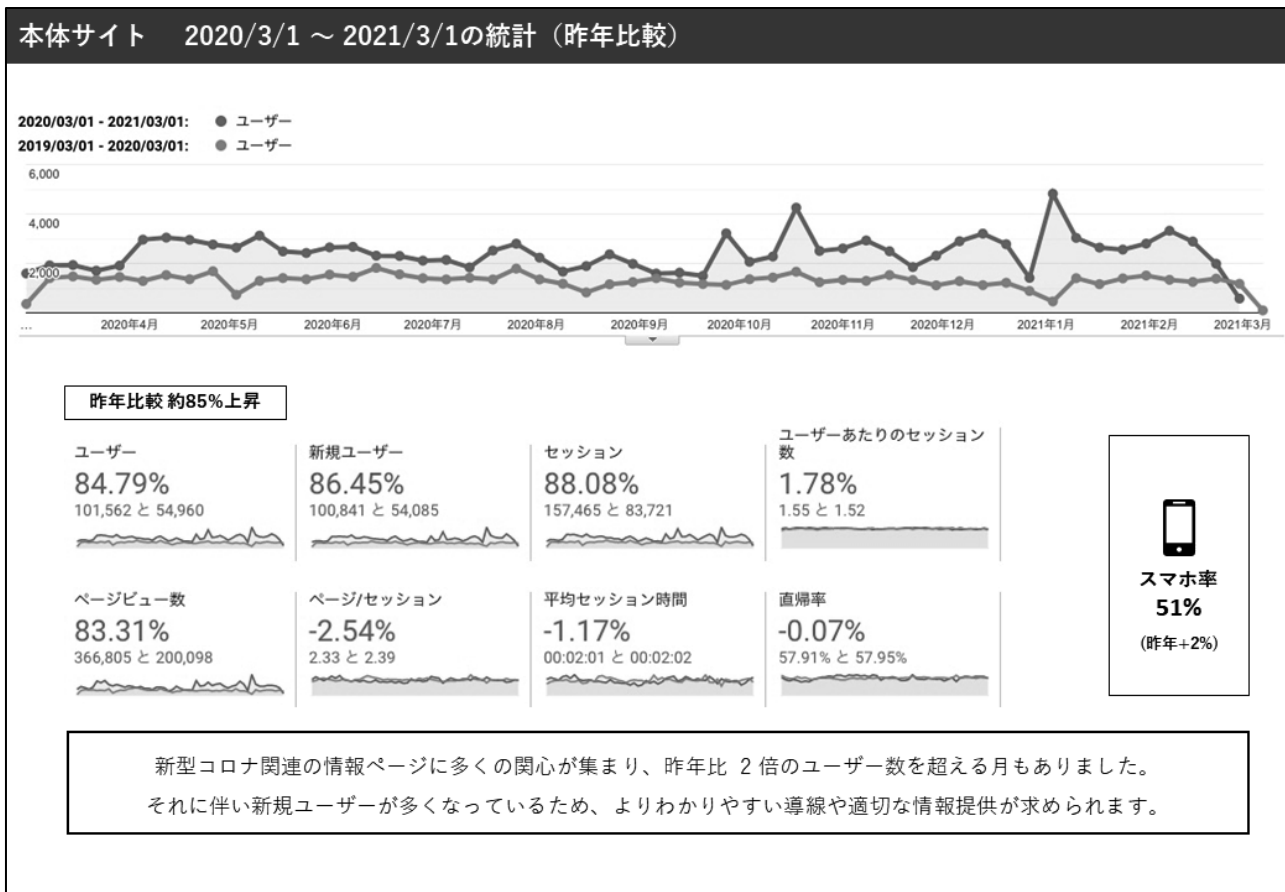 本体サイト 2020/3/1 ～ 2021/3/1の統計（昨年比較）
2020/03/01 - 2021/03/01: ● ユーザー
2019/03/01 - 2020/03/01: ● ユーザー
6,000
4,000
2,000
... 2020年4月 2020年5月 2020年6月 2020年7月 2020年8月 2020年9月 2020年10月 2020年11月 2020年12月 2021年1月 2021年2月 2021年3月
昨年比較 約85%上昇
ユーザー
84.79%
101,562 と 54,960
新規ユーザー
86.45%
100,841 と 54,085
セッション
88.08%
157,465 と 83,721
ユーザーあたりのセッション
数
1.78%
1.55 と 1.52
ページビュー数
83.31%
366,805 と 200,098
ページ/セッション
-2.54%
2.33 と 2.39
平均セッション時間
-1.17%
00:02:01 と 00:02:02
直帰率
-0.07%
57.91% と 57.95%
スマホ率
51%
(昨年+2%)
新型コロナ関連の情報ページに多くの関心が集まり、昨年比 2 倍のユーザー数を超える月もありました。
それに伴い新規ユーザーが多くなっているため、よりわかりやすい導線や適切な情報提供が求められます。